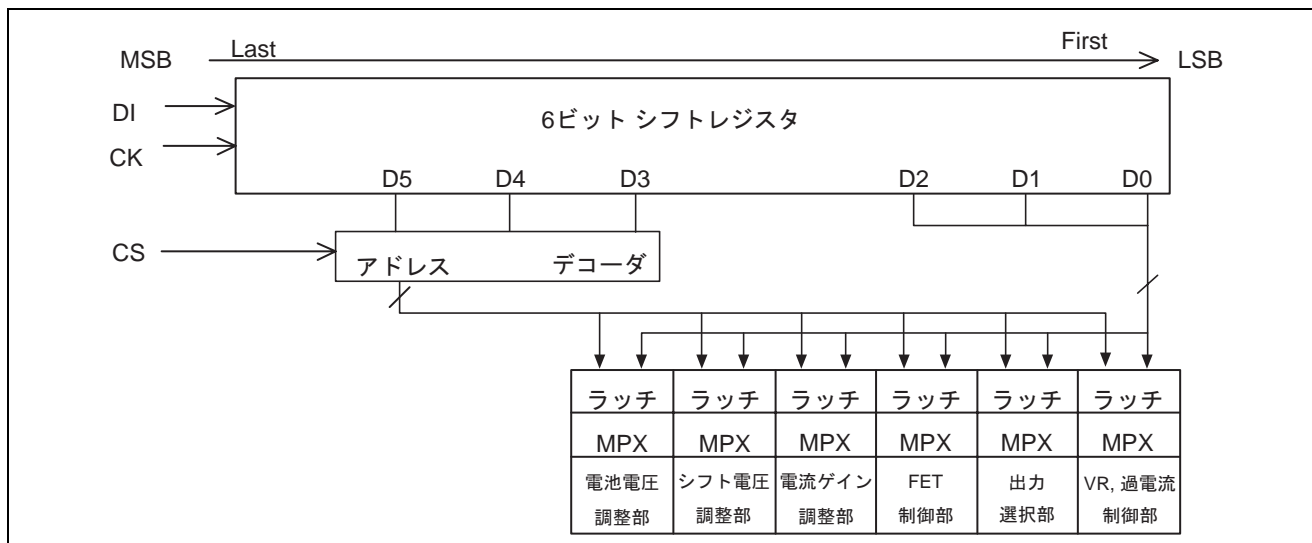 MSB Last First LSB
DI
6ビット シフトレジスタ
CK
D5 D4 D3 D2 D1 D0
CS
アドレス デコーダ
ラッチ ラッチ ラッチ ラッチ ラッチ ラッチ
MPX MPX MPX MPX MPX MPX
電池電圧 シフト電圧 電流ゲイン FET 出力 VR, 過電流
調整部 調整部 調整部 制御部 選択部 制御部